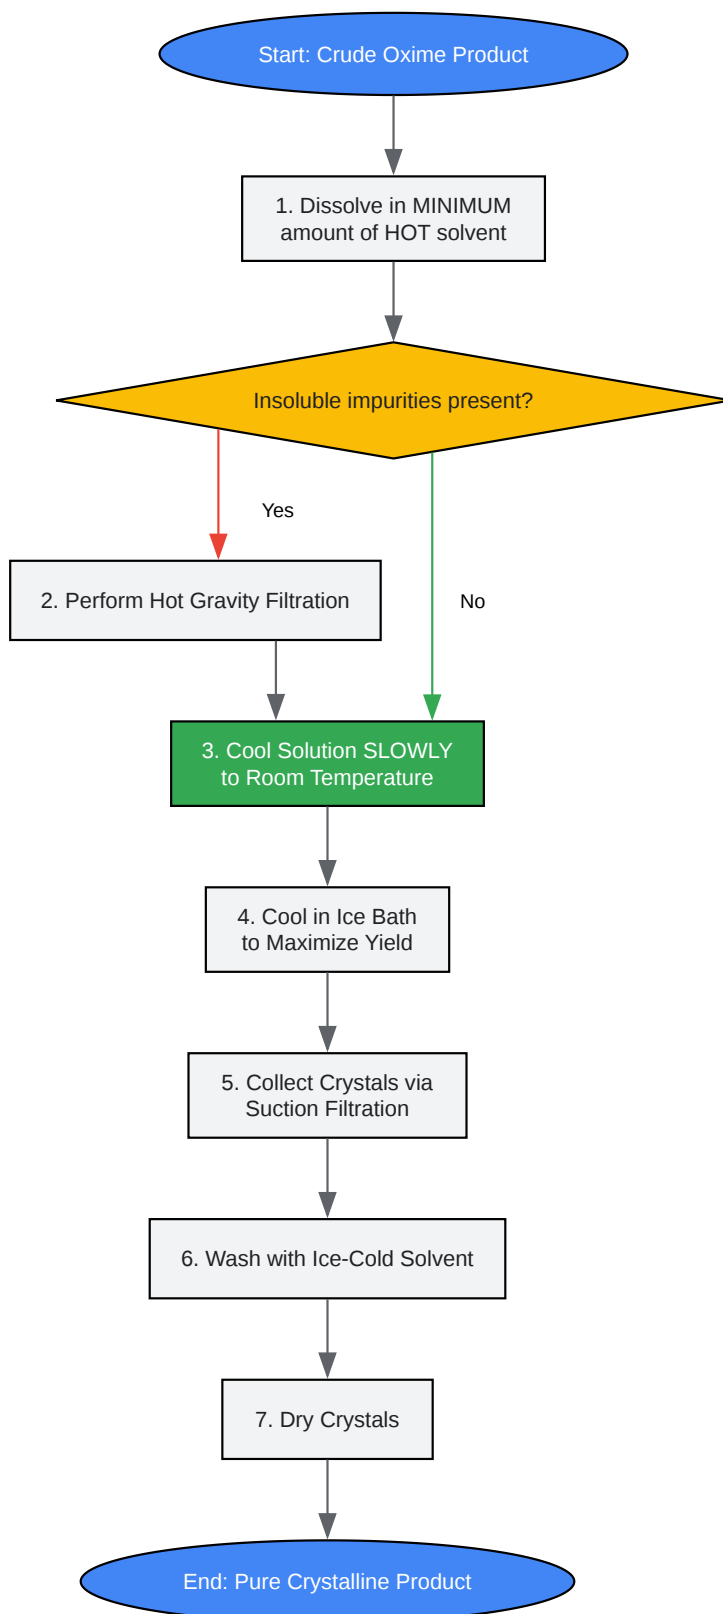 Start: Crude Oxime Product
1. Dissolve in MINIMUM
amount of HOT solvent
Insoluble impurities present?
Yes
2. Perform Hot Gravity Filtration
No
3. Cool Solution SLOWLY
to Room Temperature
4. Cool in Ice Bath
to Maximize Yield
5. Collect Crystals via
Suction Filtration
6. Wash with Ice-Cold Solvent
7. Dry Crystals
End: Pure Crystalline Product